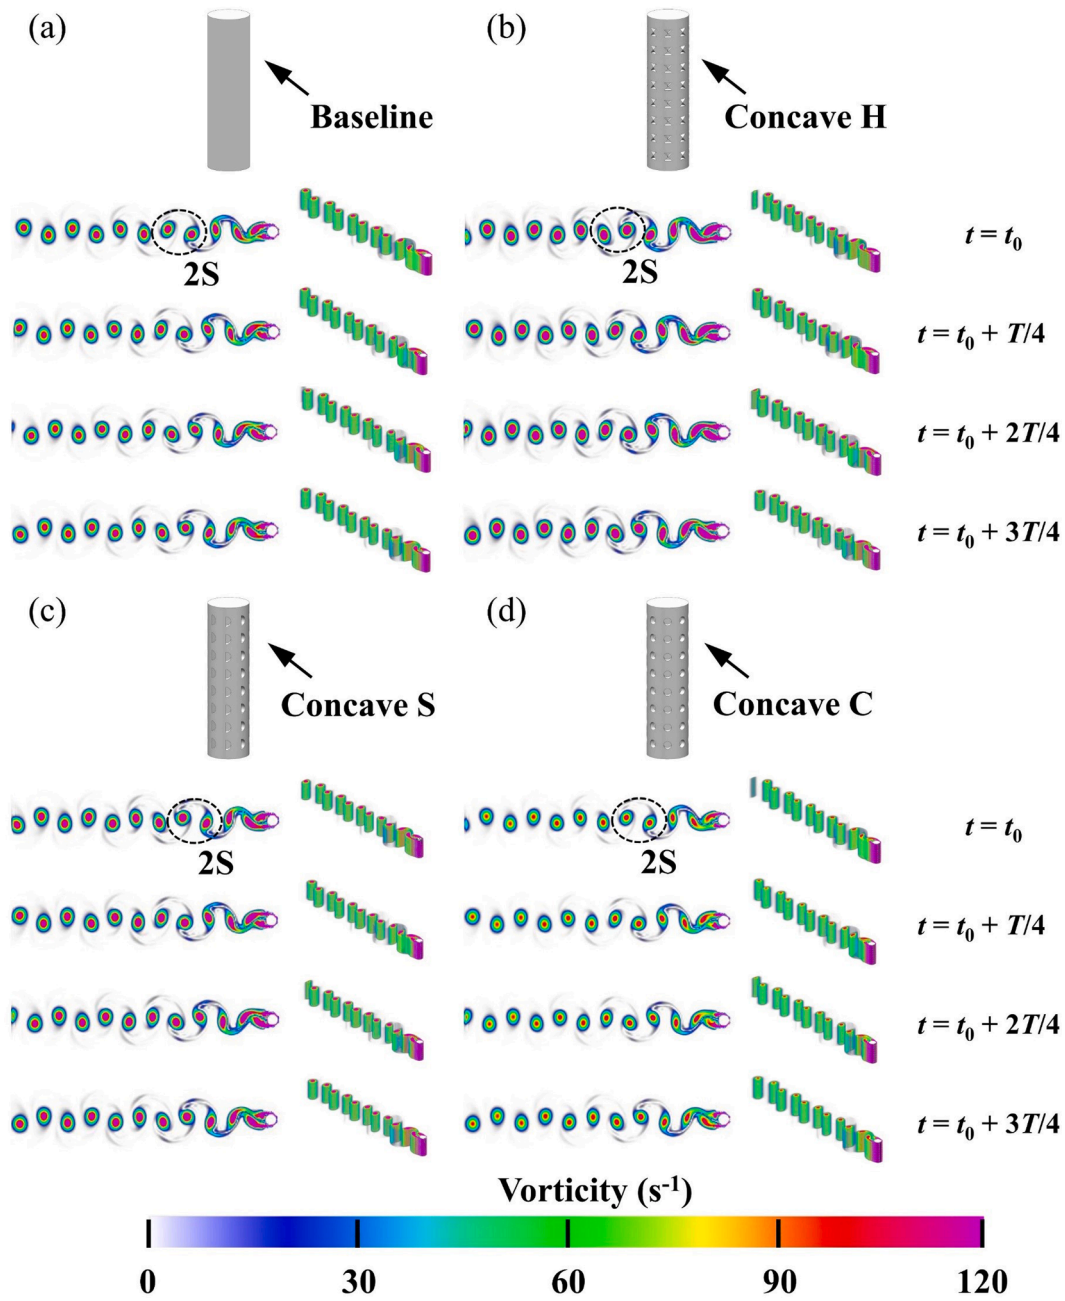 (a)
Baseline
(b)
Concave H
2S
2S
t = t₀
t = t₀ + T/4
t = t₀ + 2T/4
t = t₀ + 3T/4
(c)
Concave S
(d)
Concave C
2S
2S
t = t₀
t = t₀ + T/4
t = t₀ + 2T/4
t = t₀ + 3T/4
Vorticity (s⁻¹)
0 30 60 90 120